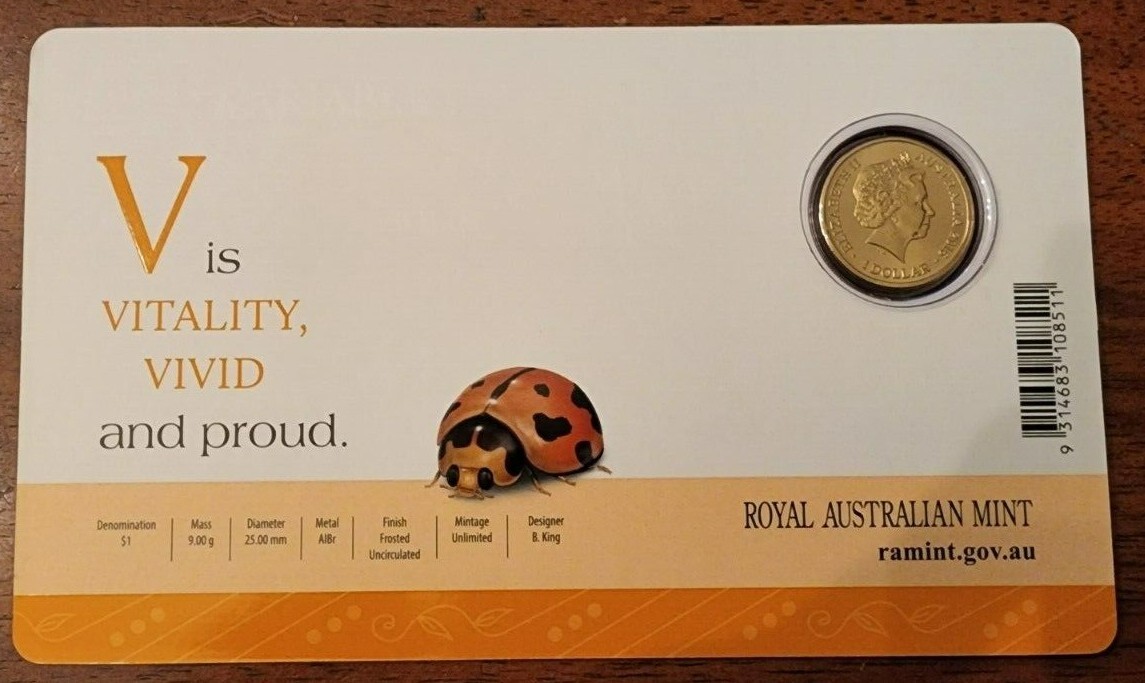 V is
VITALITY,
VIVID
and proud.
ELIZABETH II AUSTRALIA
1 DOLLAR
9 314683 108511
Denomination
$1
Mass
9.00 g
Diameter
25.00 mm
Metal
AlBr
Finish
Frosted
Uncirculated
Mintage
Unlimited
Designer
B. King
ROYAL AUSTRALIAN MINT
ramint.gov.au